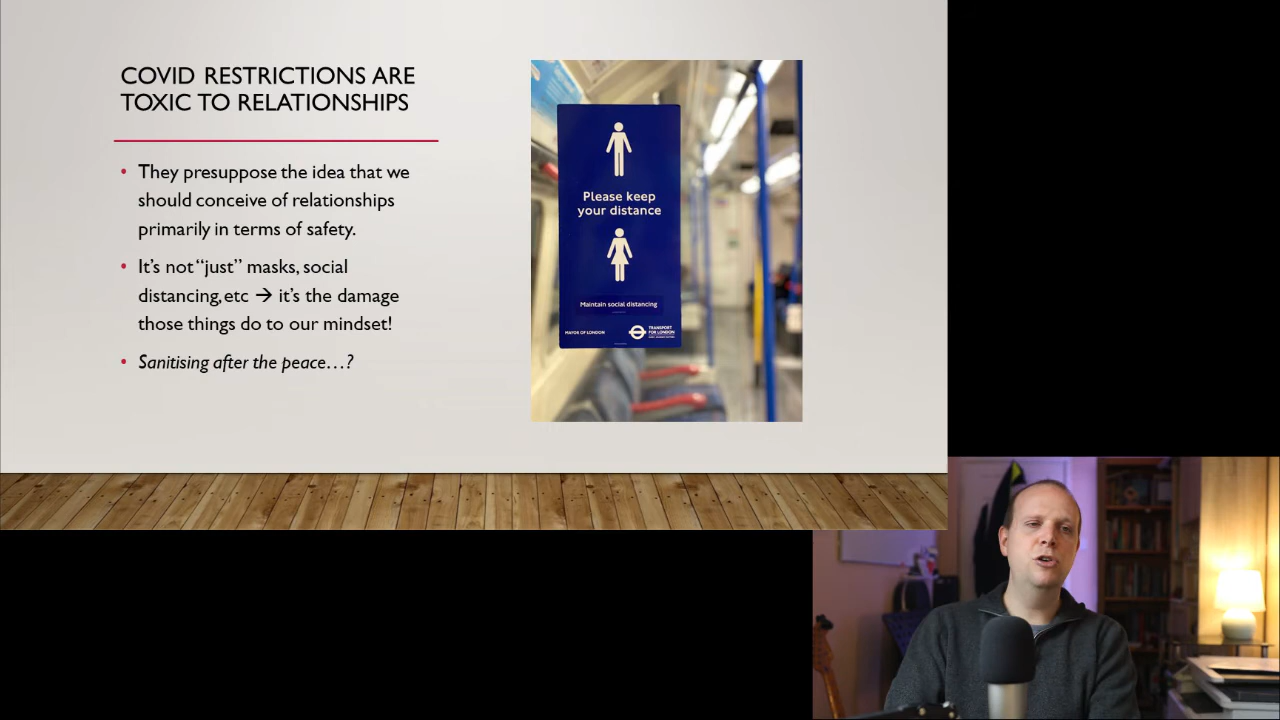 COVID RESTRICTIONS ARE
TOXIC TO RELATIONSHIPS
• They presuppose the idea that we
should conceive of relationships
primarily in terms of safety.
• It’s not “just” masks, social
distancing, etc → it’s the damage
those things do to our mindset!
• Sanitising after the peace…?
Please keep
your distance
Maintain social distancing
MAYOR OF LONDON
TRANSPORT
FOR LONDON